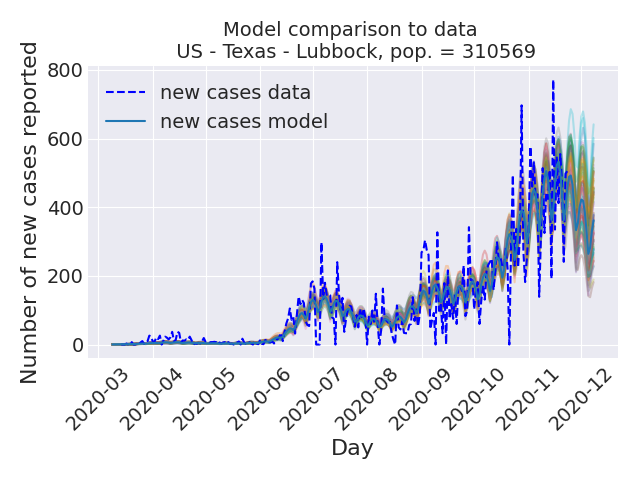 Model comparison to data
US - Texas - Lubbock, pop. = 310569
new cases data
new cases model
Number of new cases reported
800
600
400
200
0
2020-03
2020-04
2020-05
2020-06
2020-07
2020-08
2020-09
2020-10
2020-11
2020-12
Day